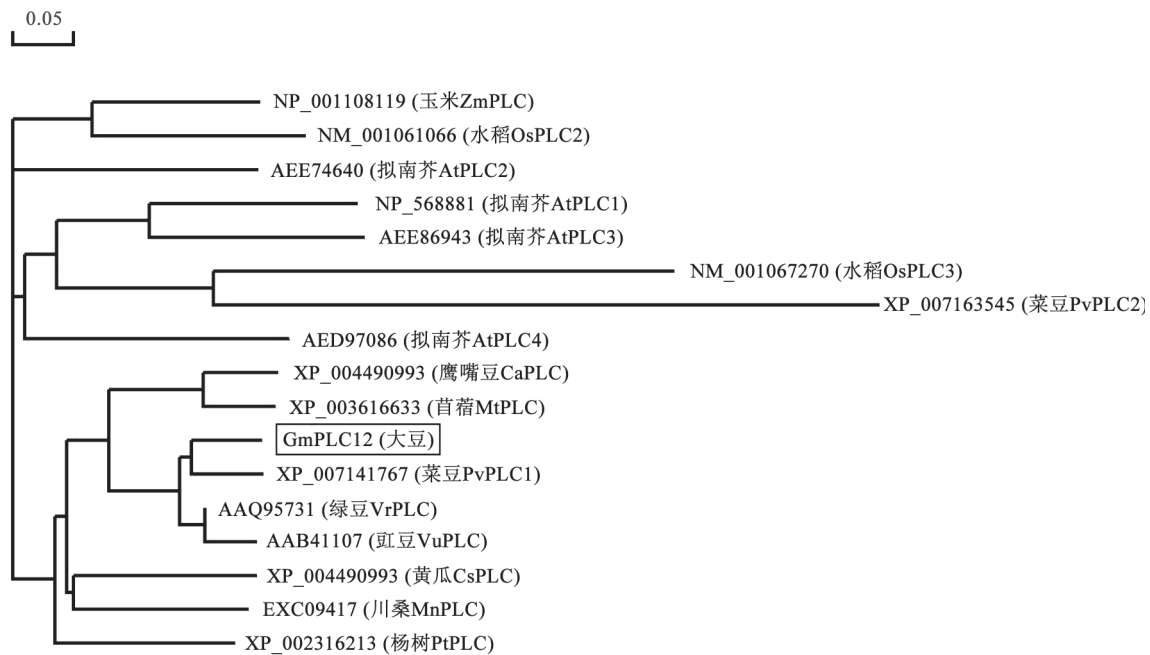 0.05
NP_001108119 (玉米ZmPLC)
NM_001061066 (水稻OsPLC2)
AEE74640 (拟南芥AtPLC2)
NP_568881 (拟南芥AtPLC1)
AEE86943 (拟南芥AtPLC3)
NM_001067270 (水稻OsPLC3)
XP_007163545 (菜豆PvPLC2)
AED97086 (拟南芥AtPLC4)
XP_004490993 (鹰嘴豆CaPLC)
XP_003616633 (苜蓿MtPLC)
GmPLC12 (大豆)
XP_007141767 (菜豆PvPLC1)
AAQ95731 (绿豆VrPLC)
AAB41107 (豇豆VuPLC)
XP_004490993 (黄瓜CsPLC)
EXC09417 (川桑MnPLC)
XP_002316213 (杨树PtPLC)